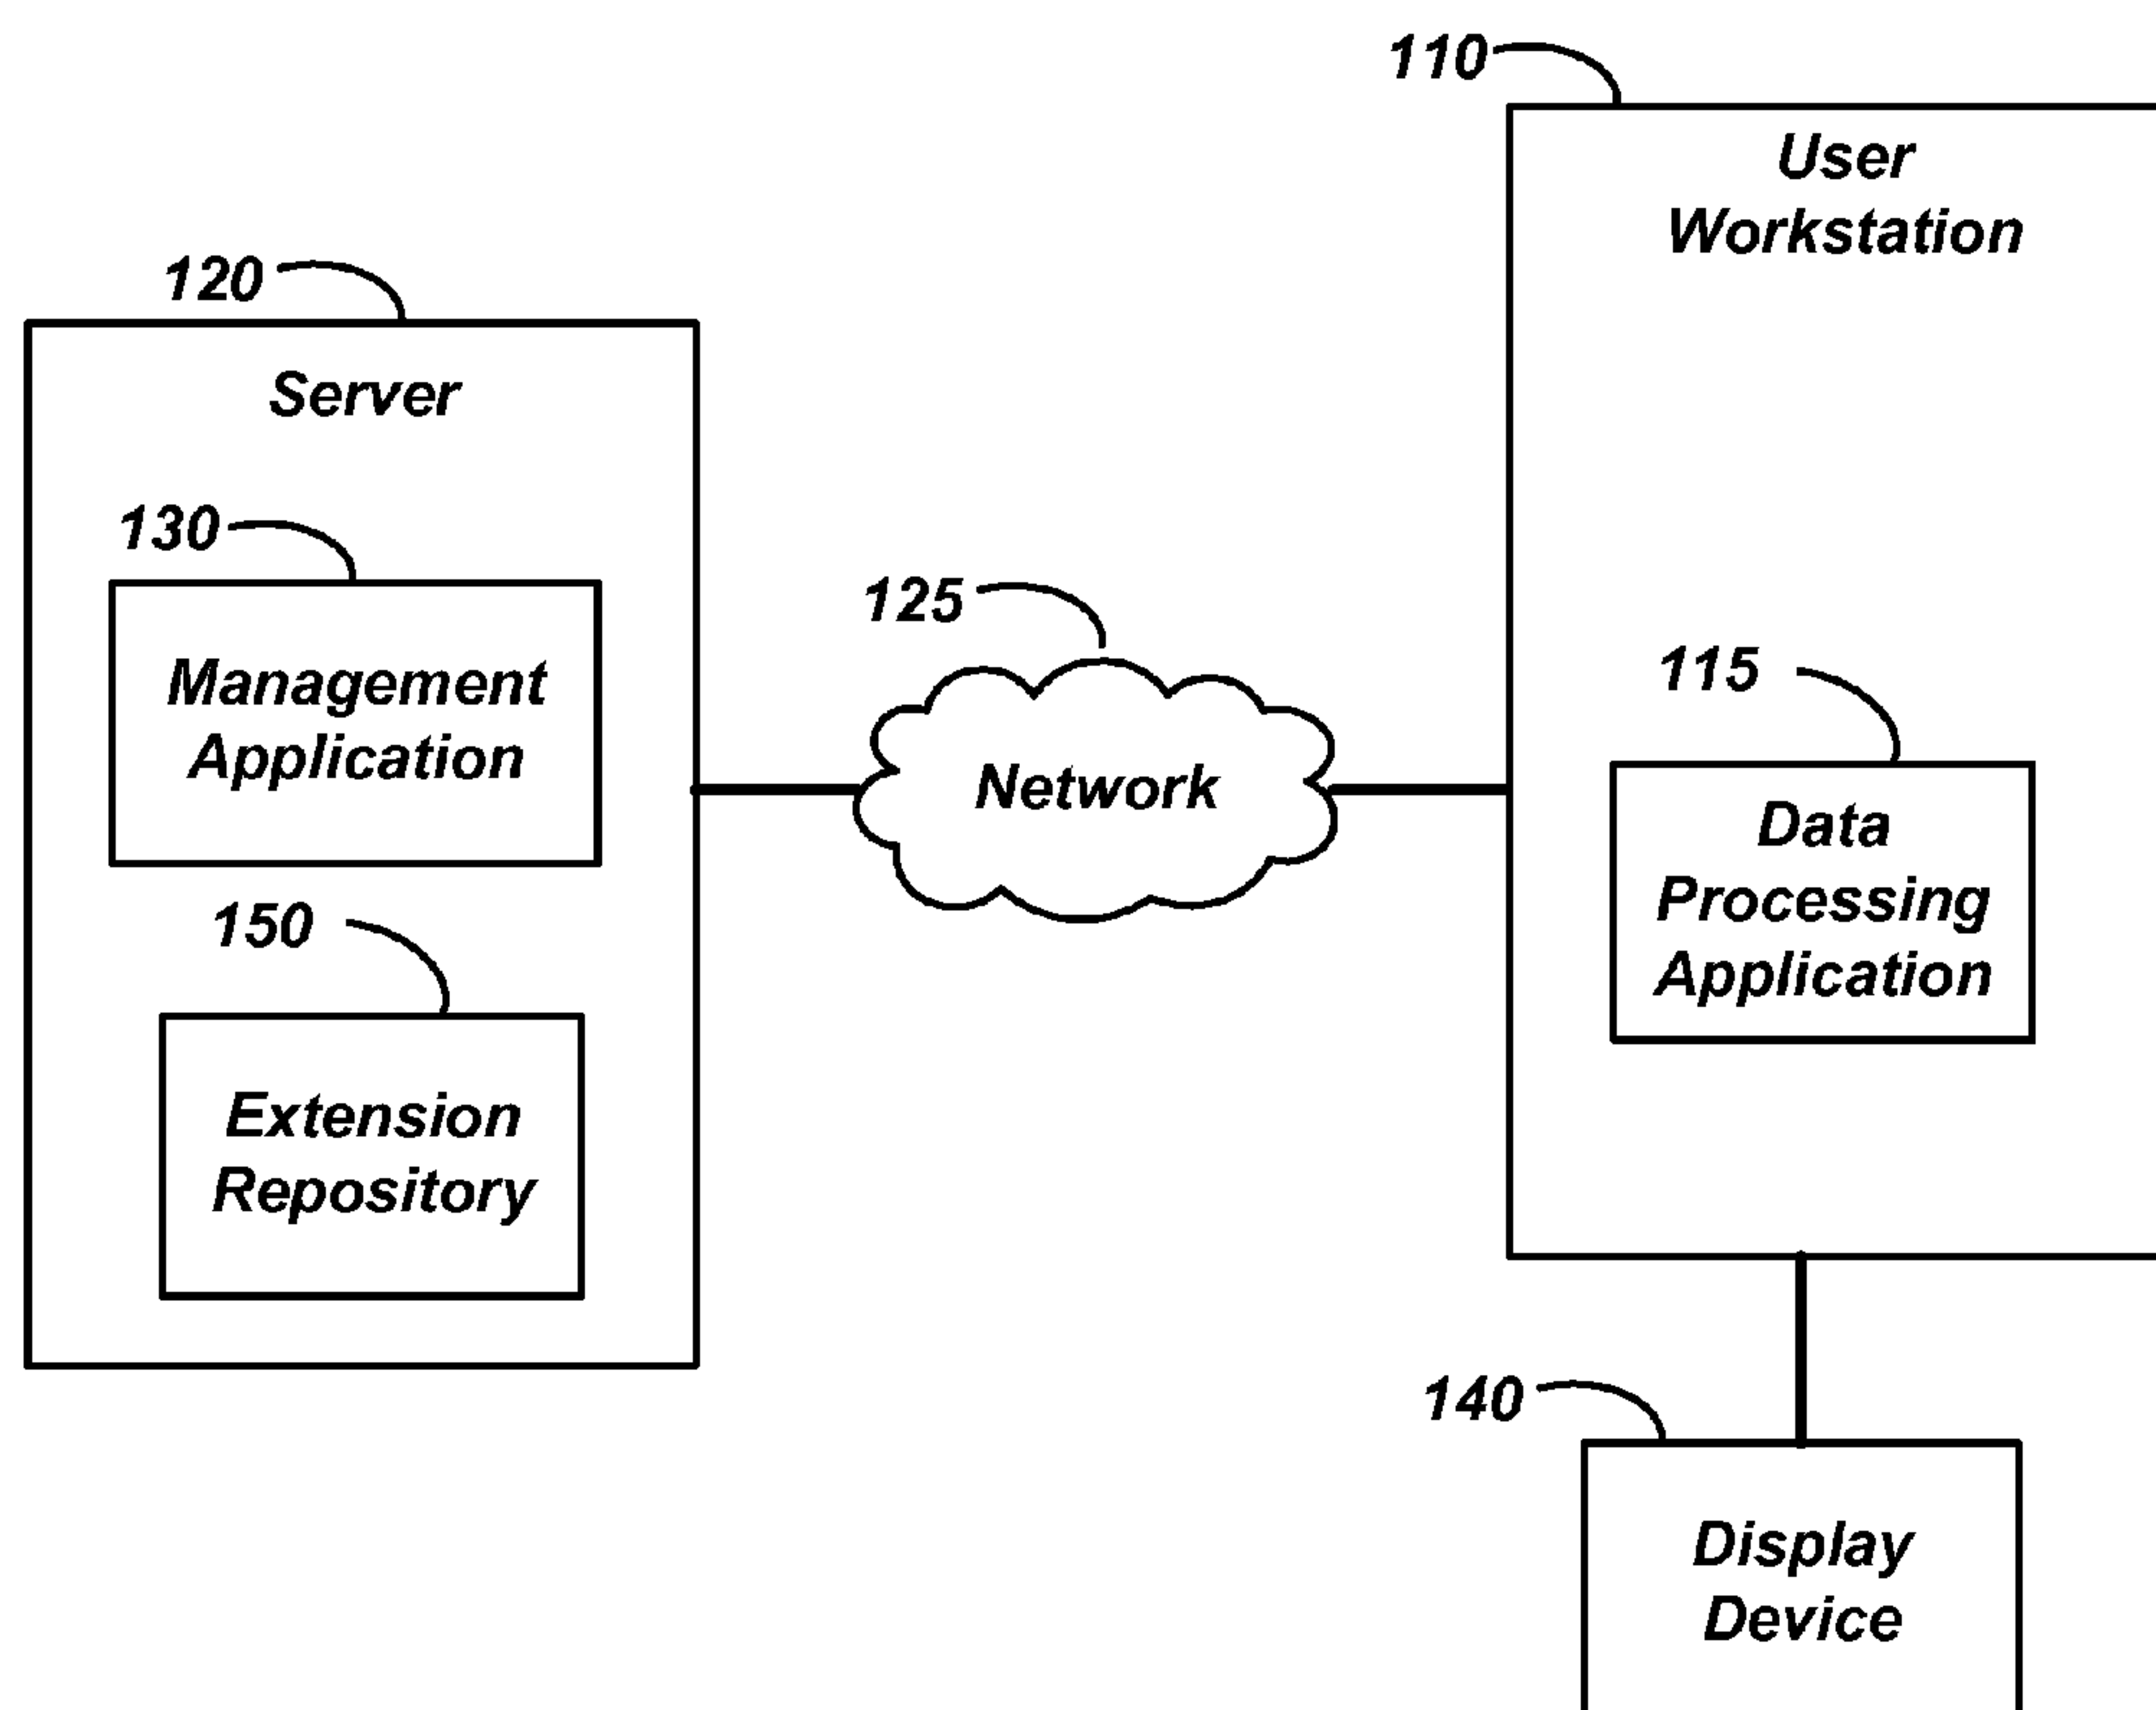 110
User
Workstation
120
Server
130
Management
Application
125
Network
115
Data
Processing
Application
150
Extension
Repository
140
Display
Device